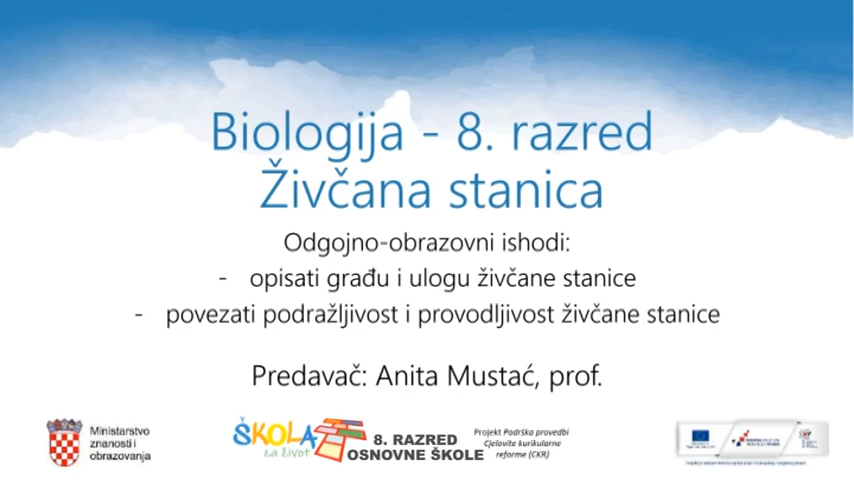 Biologija - 8. razred
Živčana stanica
Odgojno-obrazovni ishodi:
- opisati građu i ulogu živčane stanice
- povezati podražljivost i provodljivost živčane stanice
Predavač: Anita Mustać, prof.
Ministarstvo
znanosti i
obrazovanja
ŠKOLA
za život
8. RAZRED
OSNOVNE ŠKOLE
Projekt Podrška provedbi
Cjelovite kurikularne
reforme (CKR)